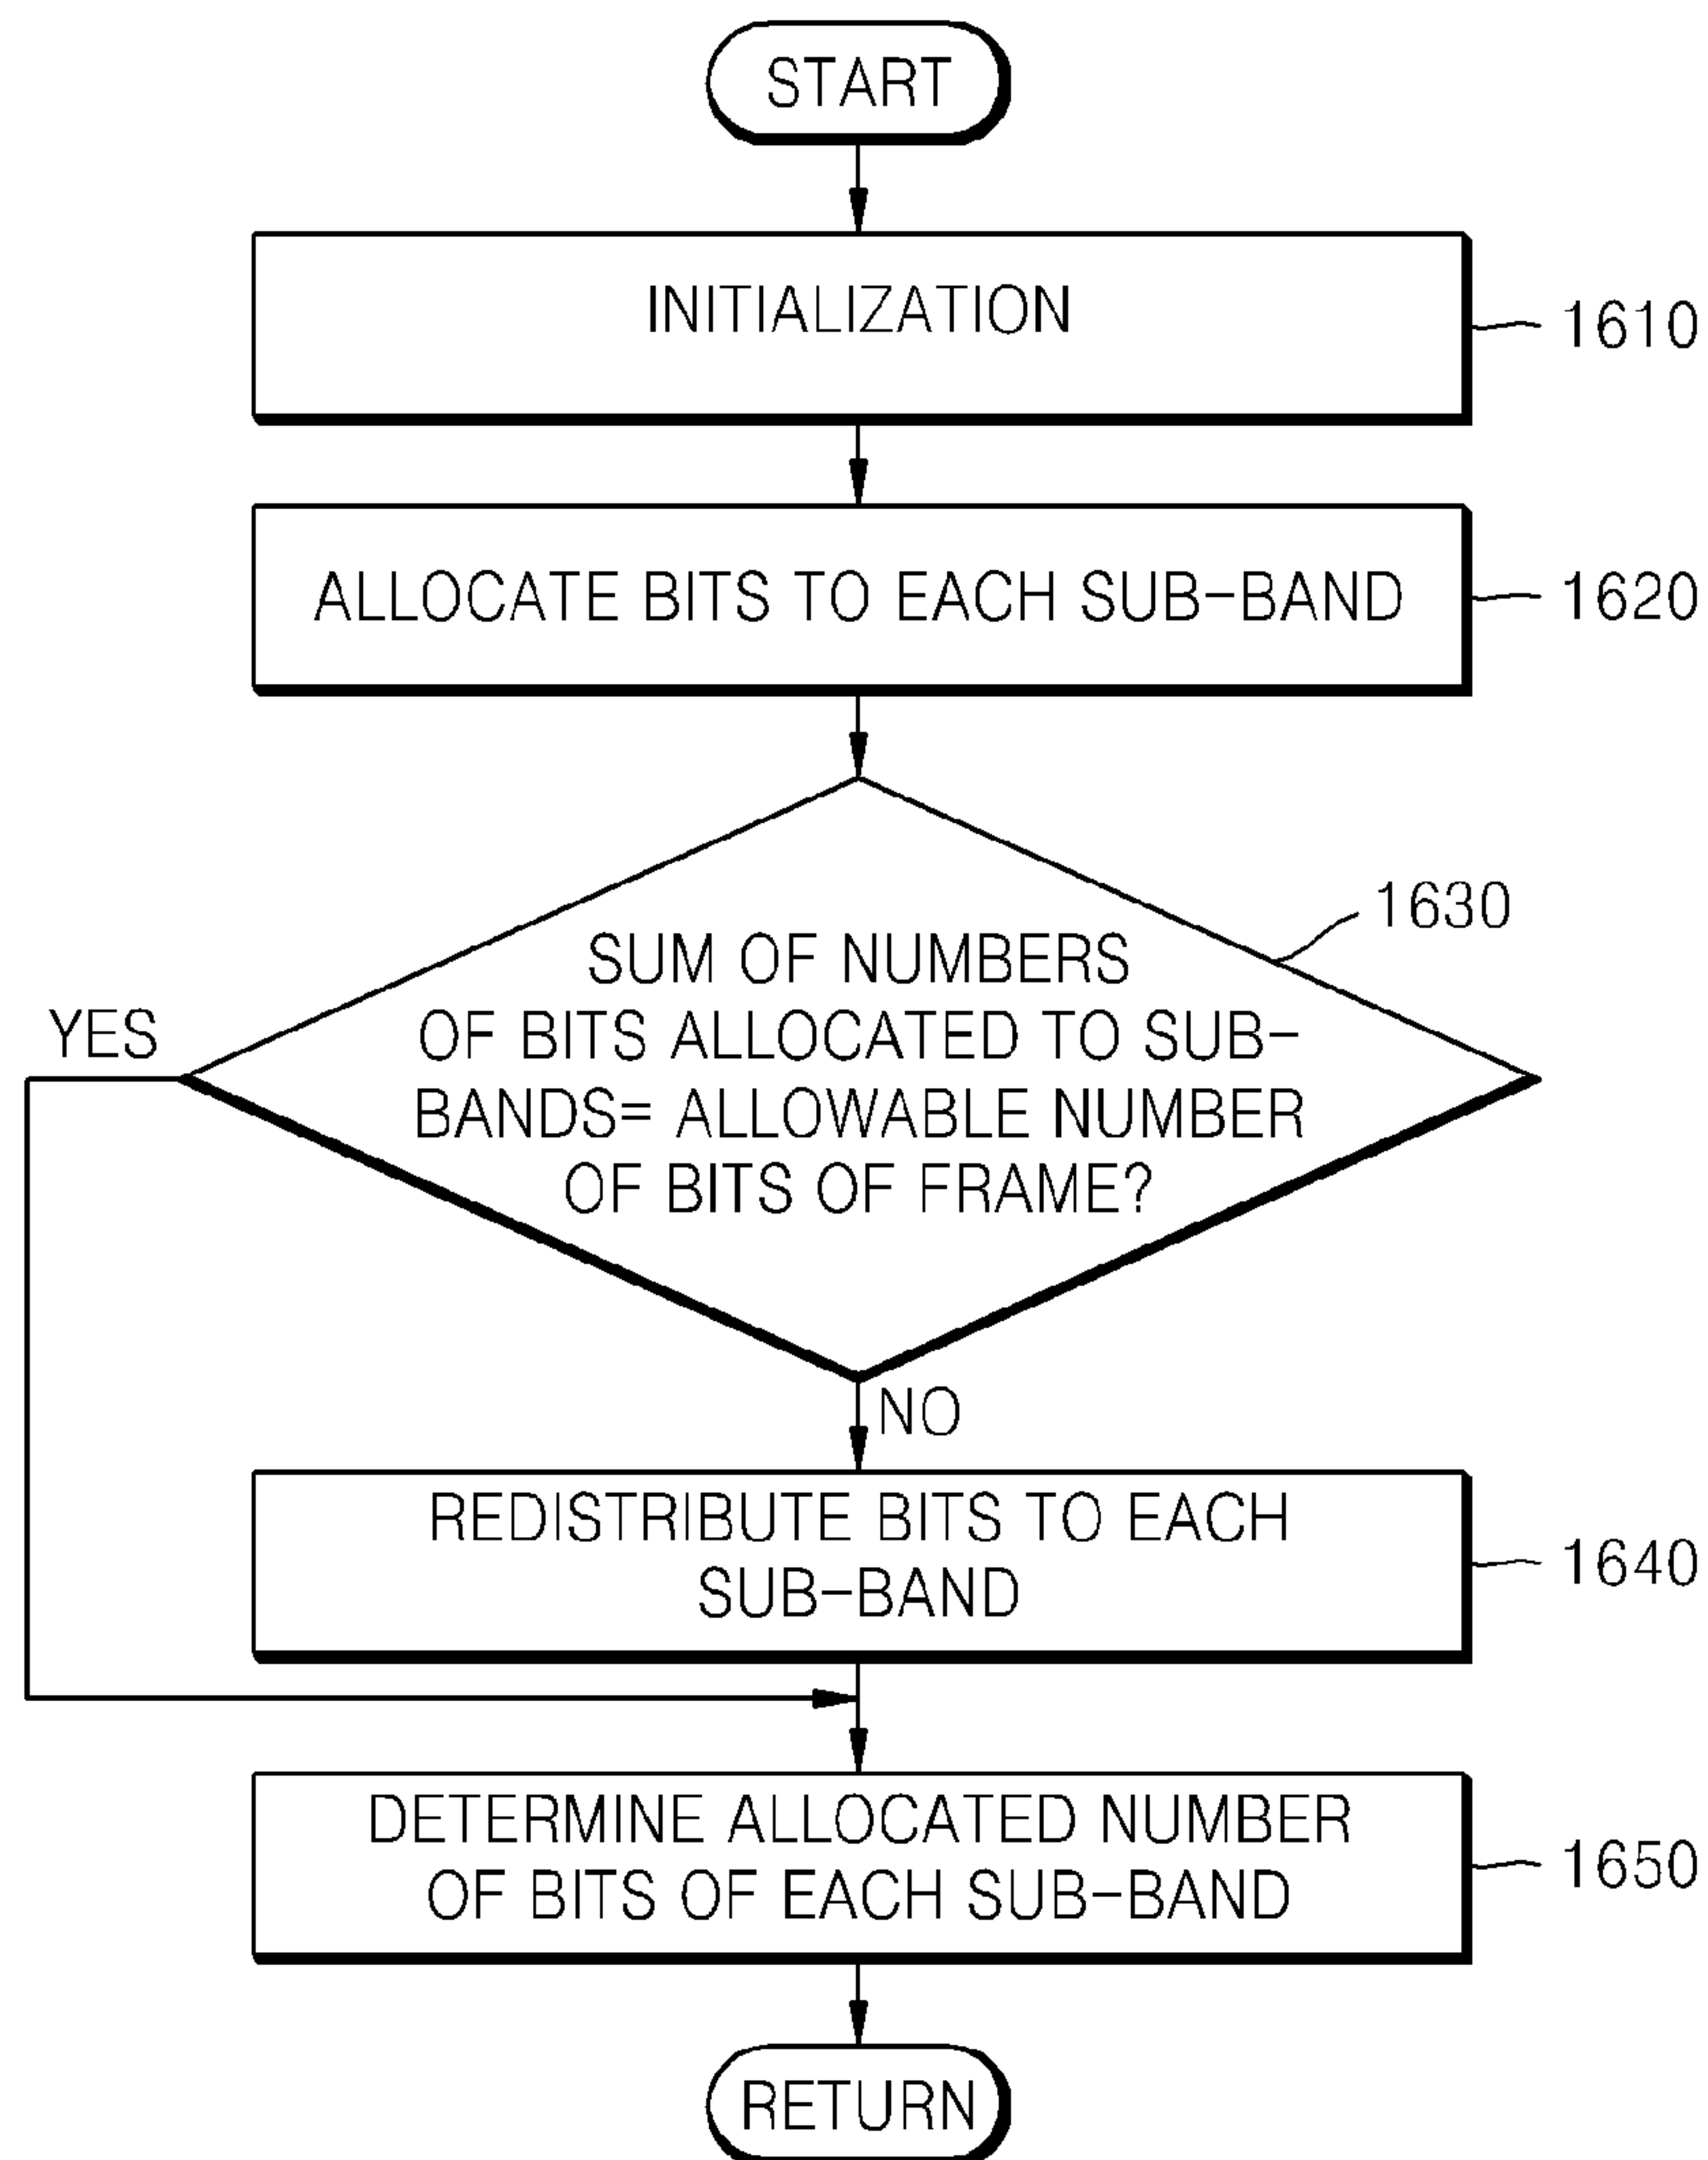 START
INITIALIZATION
1610
ALLOCATE BITS TO EACH SUB-BAND
1620
1630
SUM OF NUMBERS
OF BITS ALLOCATED TO SUB-
BANDS= ALLOWABLE NUMBER
OF BITS OF FRAME?
YES
NO
REDISTRIBUTE BITS TO EACH
SUB-BAND
1640
DETERMINE ALLOCATED NUMBER
OF BITS OF EACH SUB-BAND
1650
RETURN